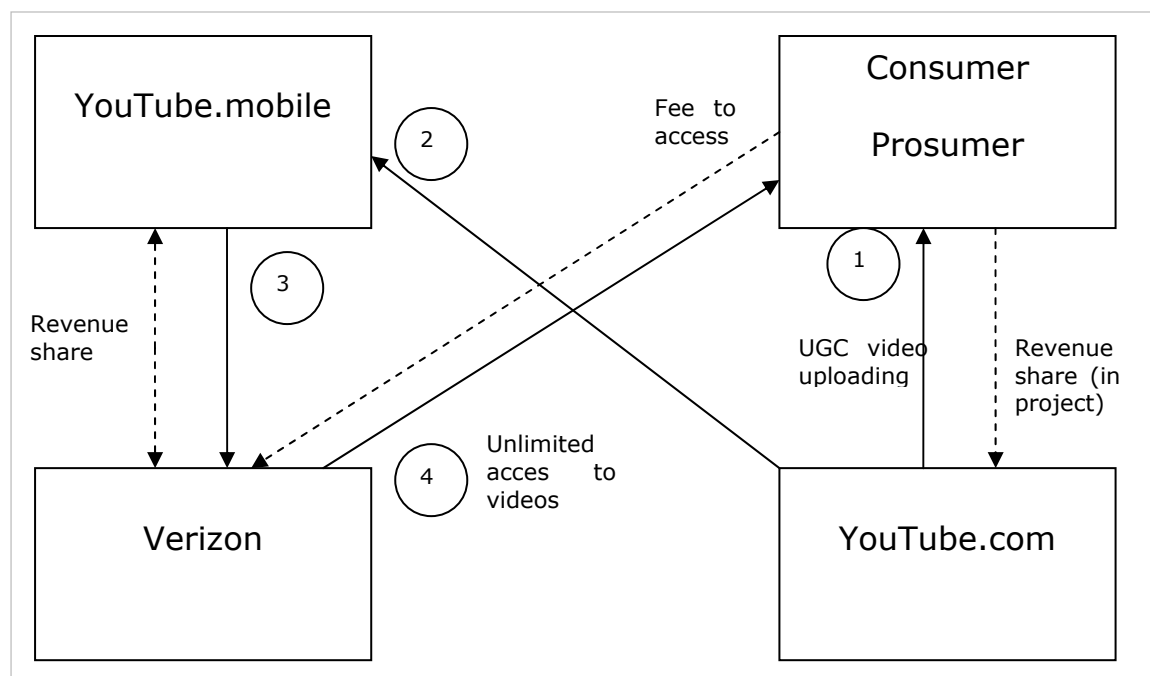 YouTube.mobile
Consumer
Prosumer
Fee to
access
2
1
3
Revenue
share
UGC video
uploading
Revenue
share (in
project)
4
Unlimited
acces to
videos
Verizon
YouTube.com